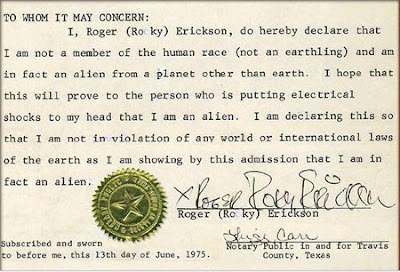 TO WHOM IT MAY CONCERN:
I, Roger (Rocky) Erickson, do hereby declare that
I am not a member of the human race (not an earthling) and am
in fact an alien from a planet other than earth. I hope that
this will prove to the person who is putting electrical
shocks to my head that I am an alien. I am declaring this so
that I am not in violation of any world or international laws
of the earth as I am showing by this admission that I am in
fact an alien.
X Roger Roky Erickson
Roger (Rocky) Erickson
Carr
Notary Public in and for Travis
County, Texas
Subscribed and sworn
to before me, this 13th day of June, 1975.